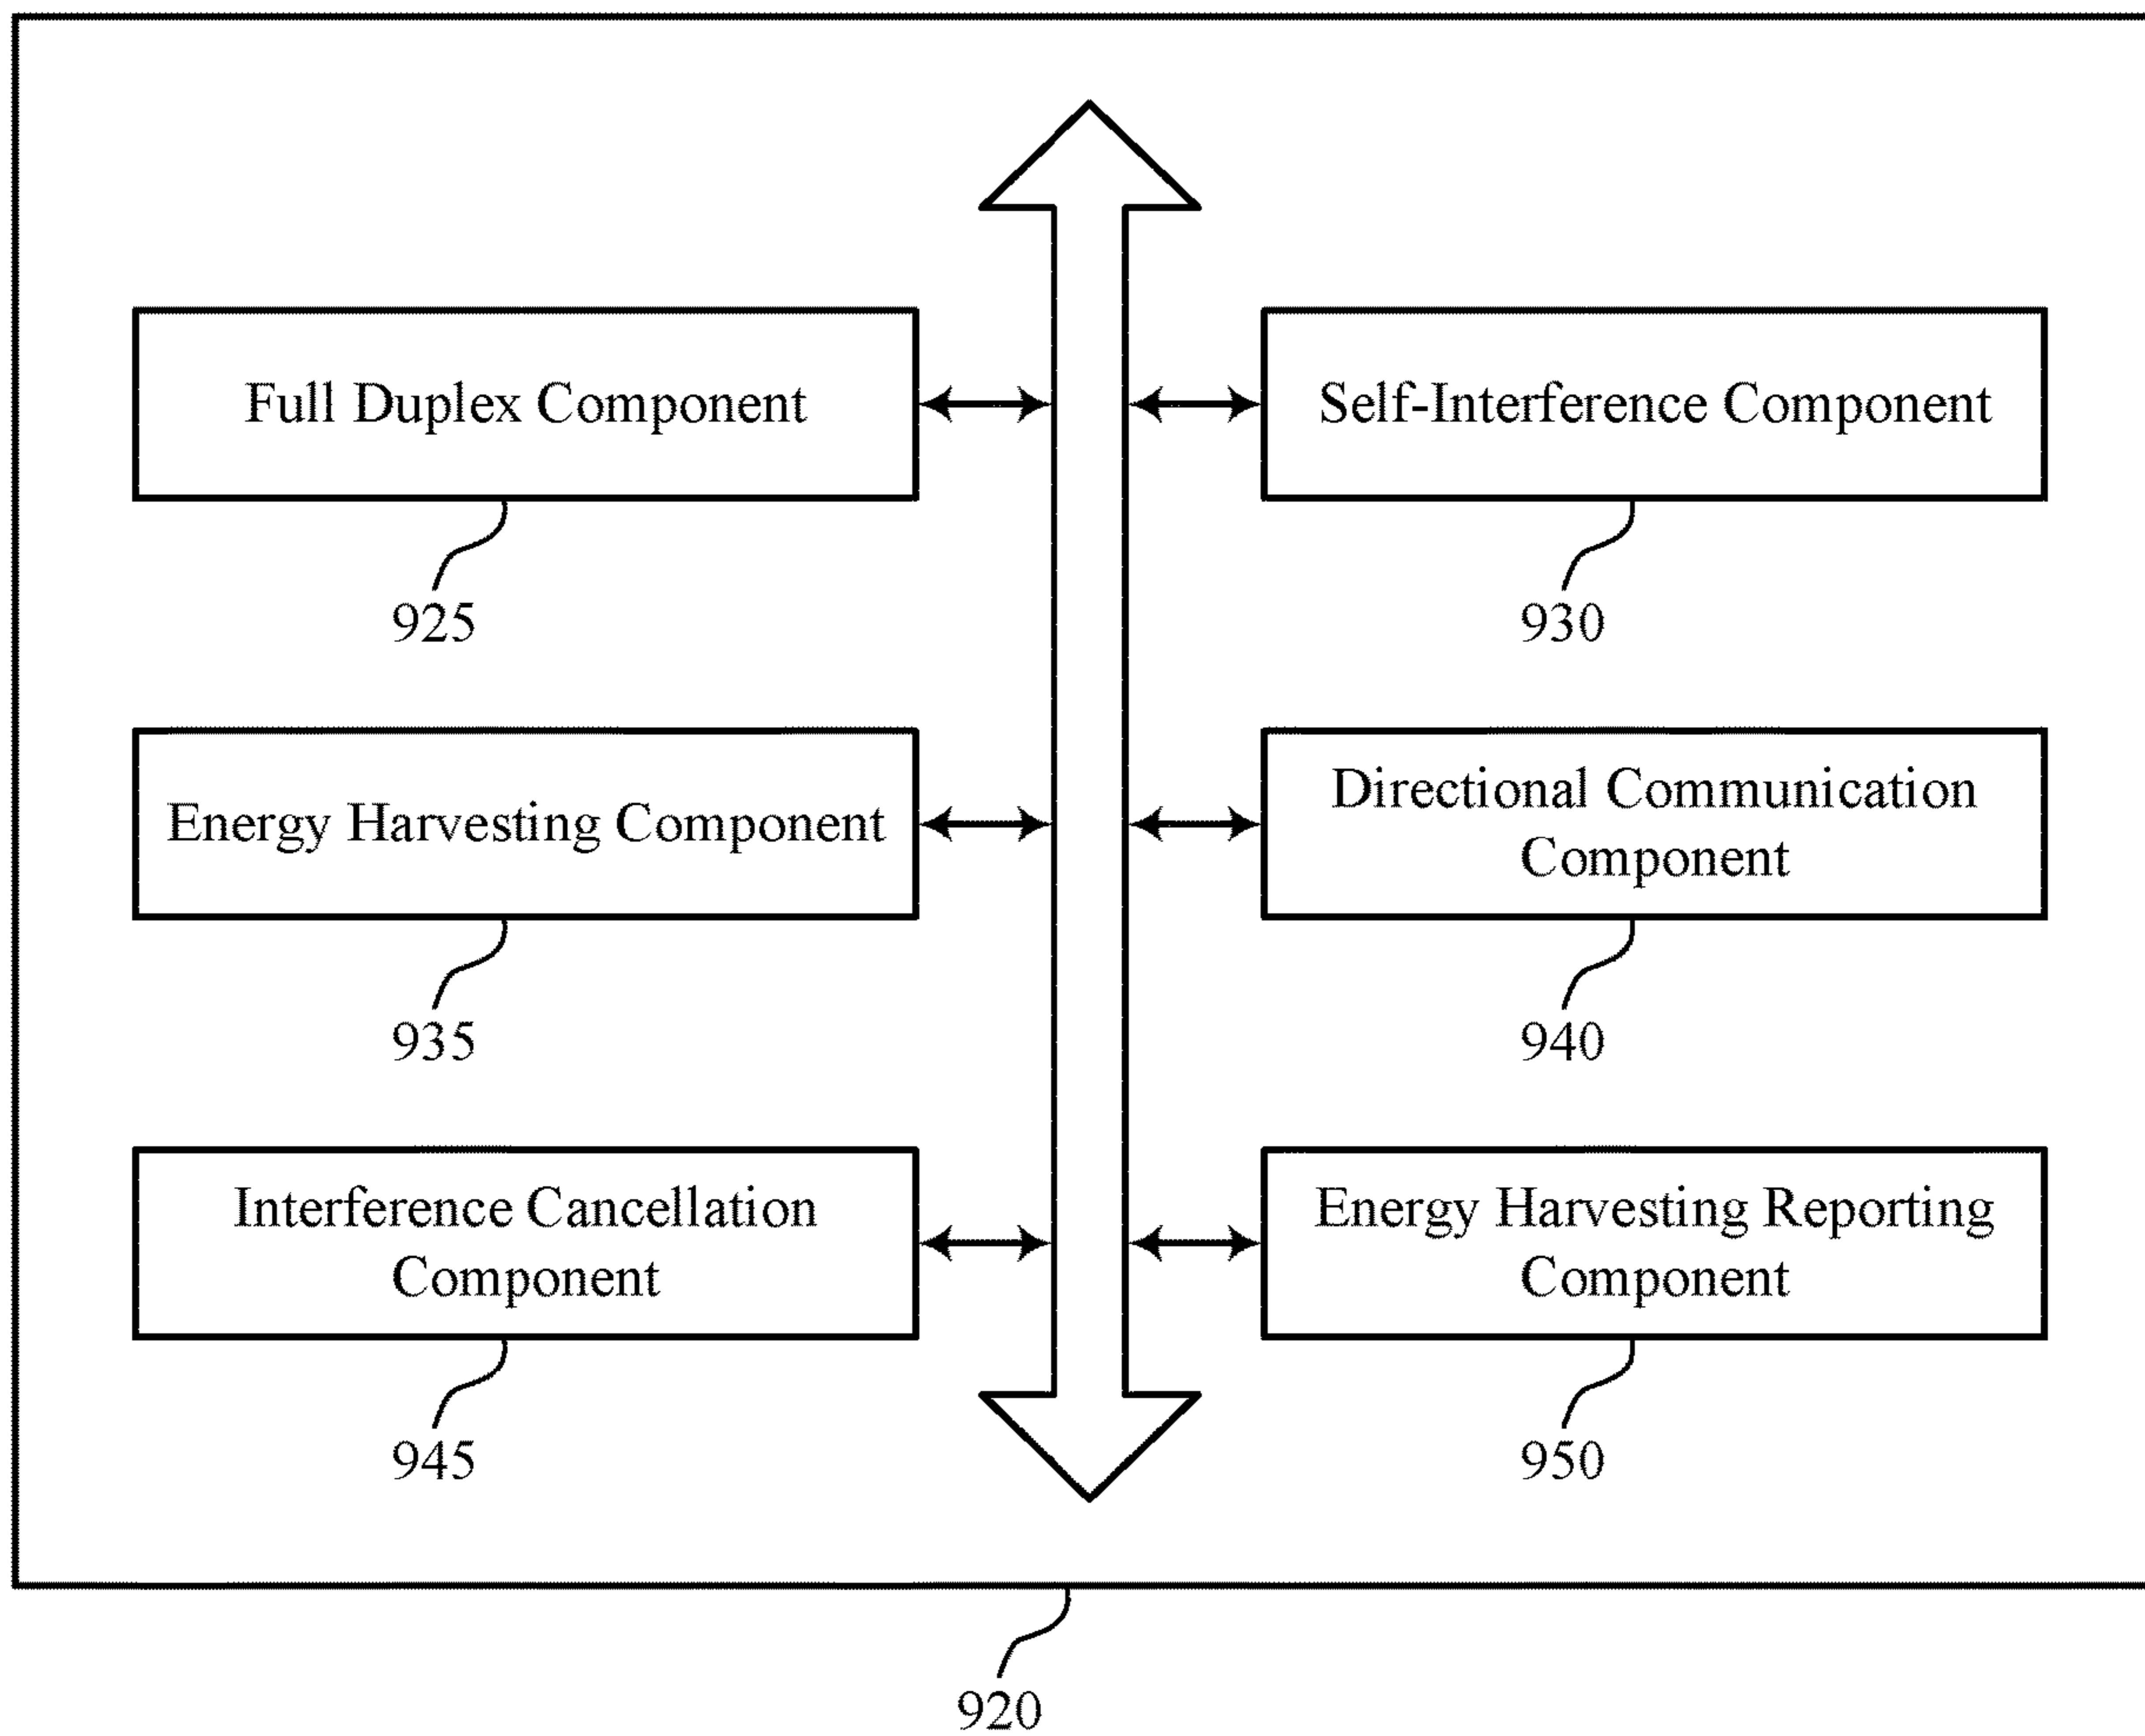 Full Duplex Component
Self-Interference Component
925
930
Energy Harvesting Component
Directional Communication
Component
935
940
Interference Cancellation
Component
Energy Harvesting Reporting
Component
945
950
920